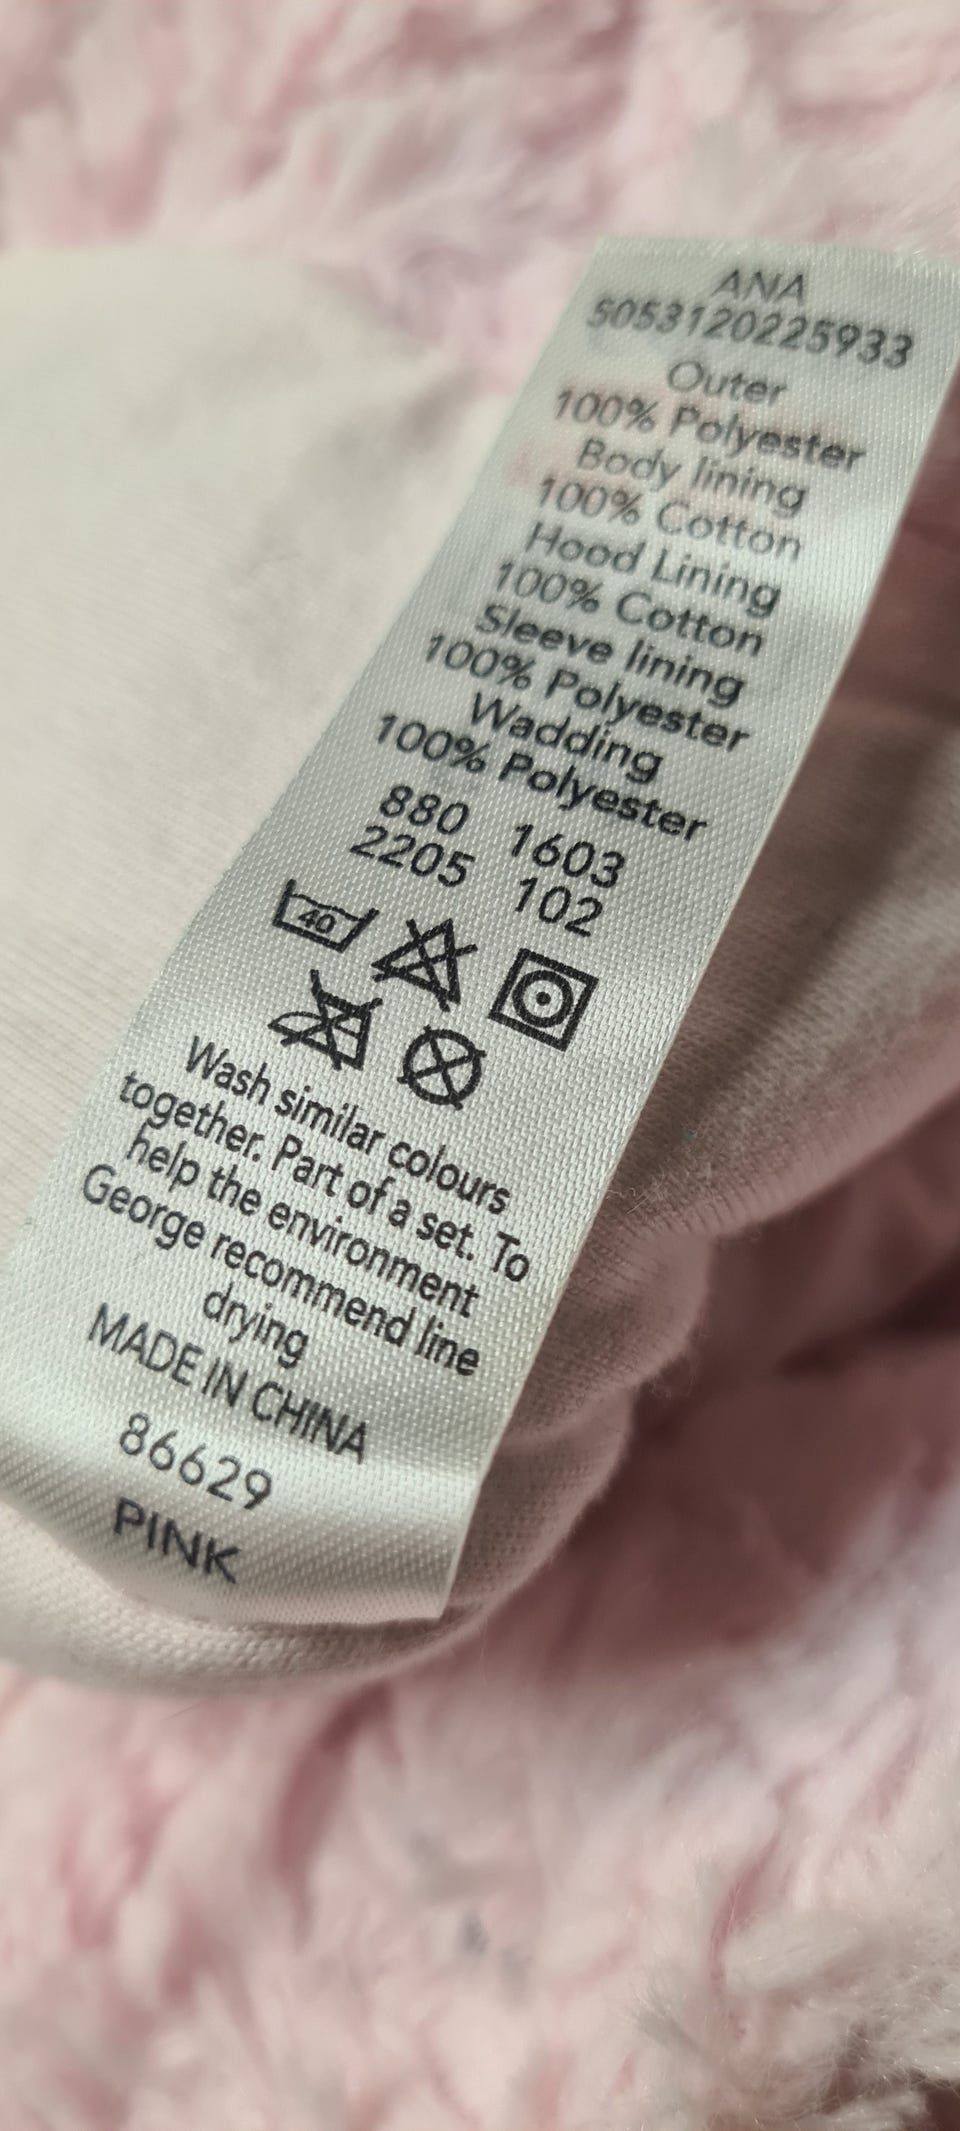 ANA
5053120225933
Outer
100% Polyester
Body lining
100% Cotton
Hood Lining
100% Cotton
Sleeve lining
100% Polyester
Wadding
100% Polyester
880 1603
2205 102
40
Wash similar colours
together. Part of a set. To
help the environment
George recommend line
drying
MADE IN CHINA
86629
PINK